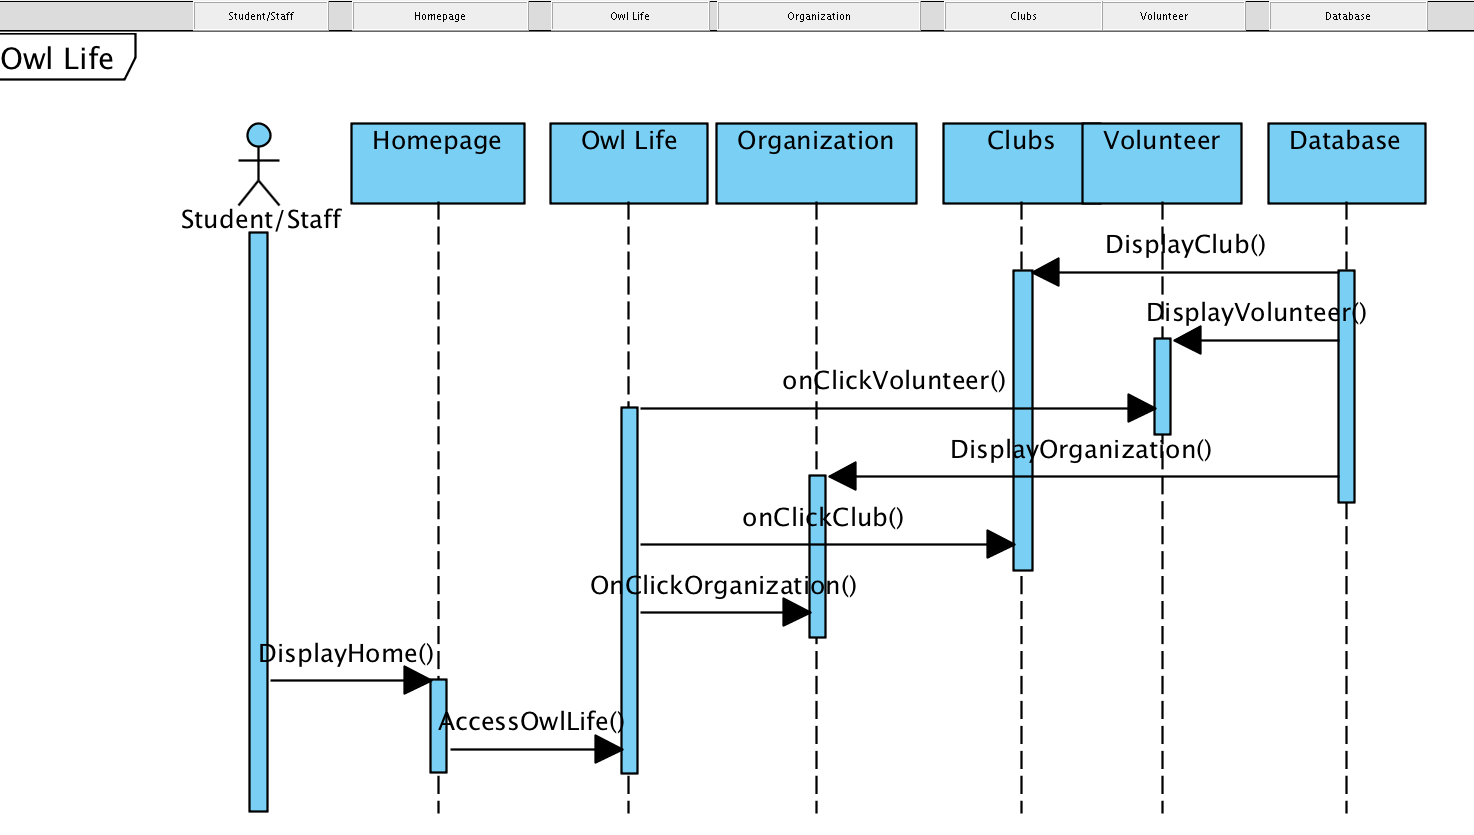 Student/Staff
Homepage
Owl Life
Organization
Clubs
Volunteer
Database
Owl Life
Homepage
Owl Life
Organization
Clubs
Volunteer
Database
Student/Staff
DisplayClub()
DisplayVolunteer()
onClickVolunteer()
DisplayOrganization()
onClickClub()
OnClickOrganization()
DisplayHome()
AccessOwlLife()